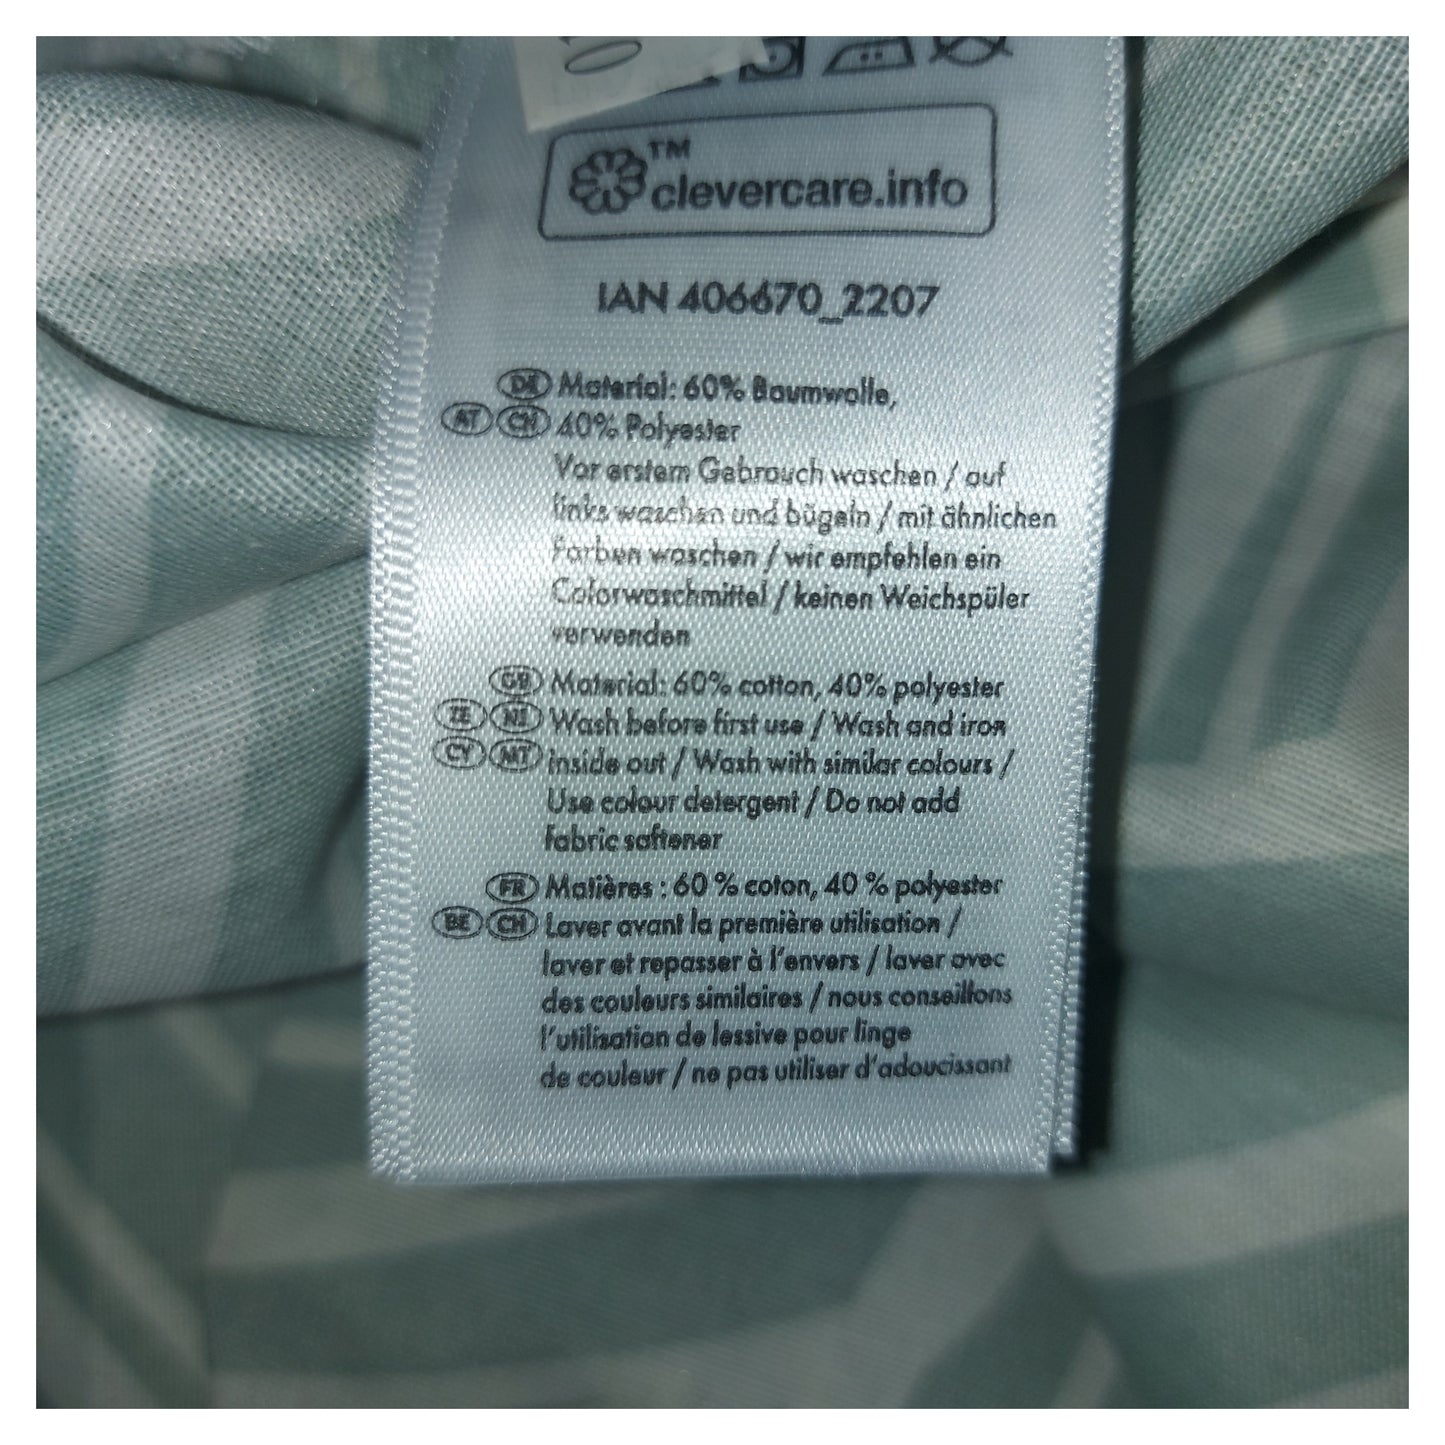 TM
clevercare.info
IAN 406670_2207
DE Material: 60% Baumwolle,
AT CH 40% Polyester
Vor erstem Gebrauch waschen / auf
links waschen und bügeln / mit ähnlichen
Farben waschen / wir empfehlen ein
Colorwaschmittel / keinen Weichspüler
verwenden
GB Material: 60% cotton, 40% polyester
IE NI Wash before first use / Wash and iron
CY MT inside out / Wash with similar colours /
Use colour detergent / Do not add
fabric softener
FR Matières : 60 % coton, 40 % polyester
BE CH Laver avant la première utilisation /
laver et repasser à l'envers / laver avec
des couleurs similaires / nous conseillons
l'utilisation de lessive pour linge
de couleur / ne pas utiliser d'adoucissant